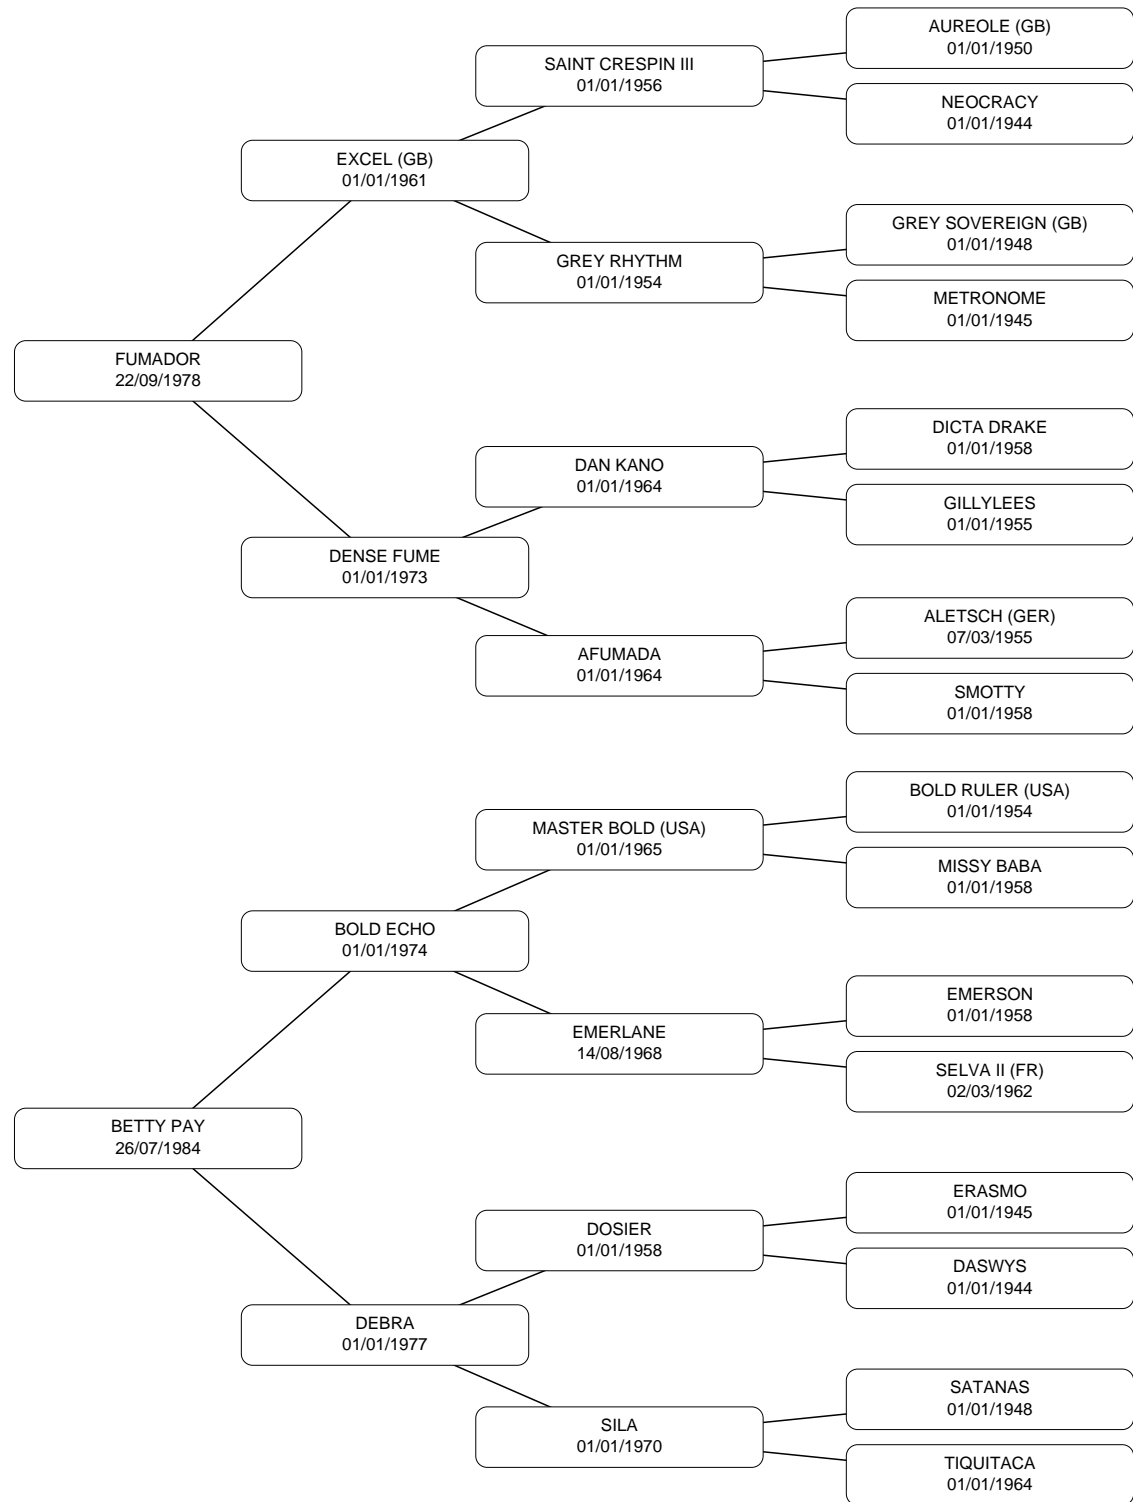 AUREOLE (GB)
01/01/1950
SAINT CRESPIN III
01/01/1956
NEOCRACY
01/01/1944
EXCEL (GB)
01/01/1961
GREY SOVEREIGN (GB)
01/01/1948
GREY RHYTHM
01/01/1954
METRONOME
01/01/1945
FUMADOR
22/09/1978
DICTA DRAKE
01/01/1958
DAN KANO
01/01/1964
GILLYLEES
01/01/1955
DENSE FUME
01/01/1973
ALETSCH (GER)
07/03/1955
AFUMADA
01/01/1964
SMOTTY
01/01/1958
BOLD RULER (USA)
01/01/1954
MASTER BOLD (USA)
01/01/1965
MISSY BABA
01/01/1958
BOLD ECHO
01/01/1974
EMERSON
01/01/1958
EMERLANE
14/08/1968
SELVA II (FR)
02/03/1962
BETTY PAY
26/07/1984
ERASMO
01/01/1945
DOSIER
01/01/1958
DASWYS
01/01/1944
DEBRA
01/01/1977
SATANAS
01/01/1948
SILA
01/01/1970
TIQUITACA
01/01/1964